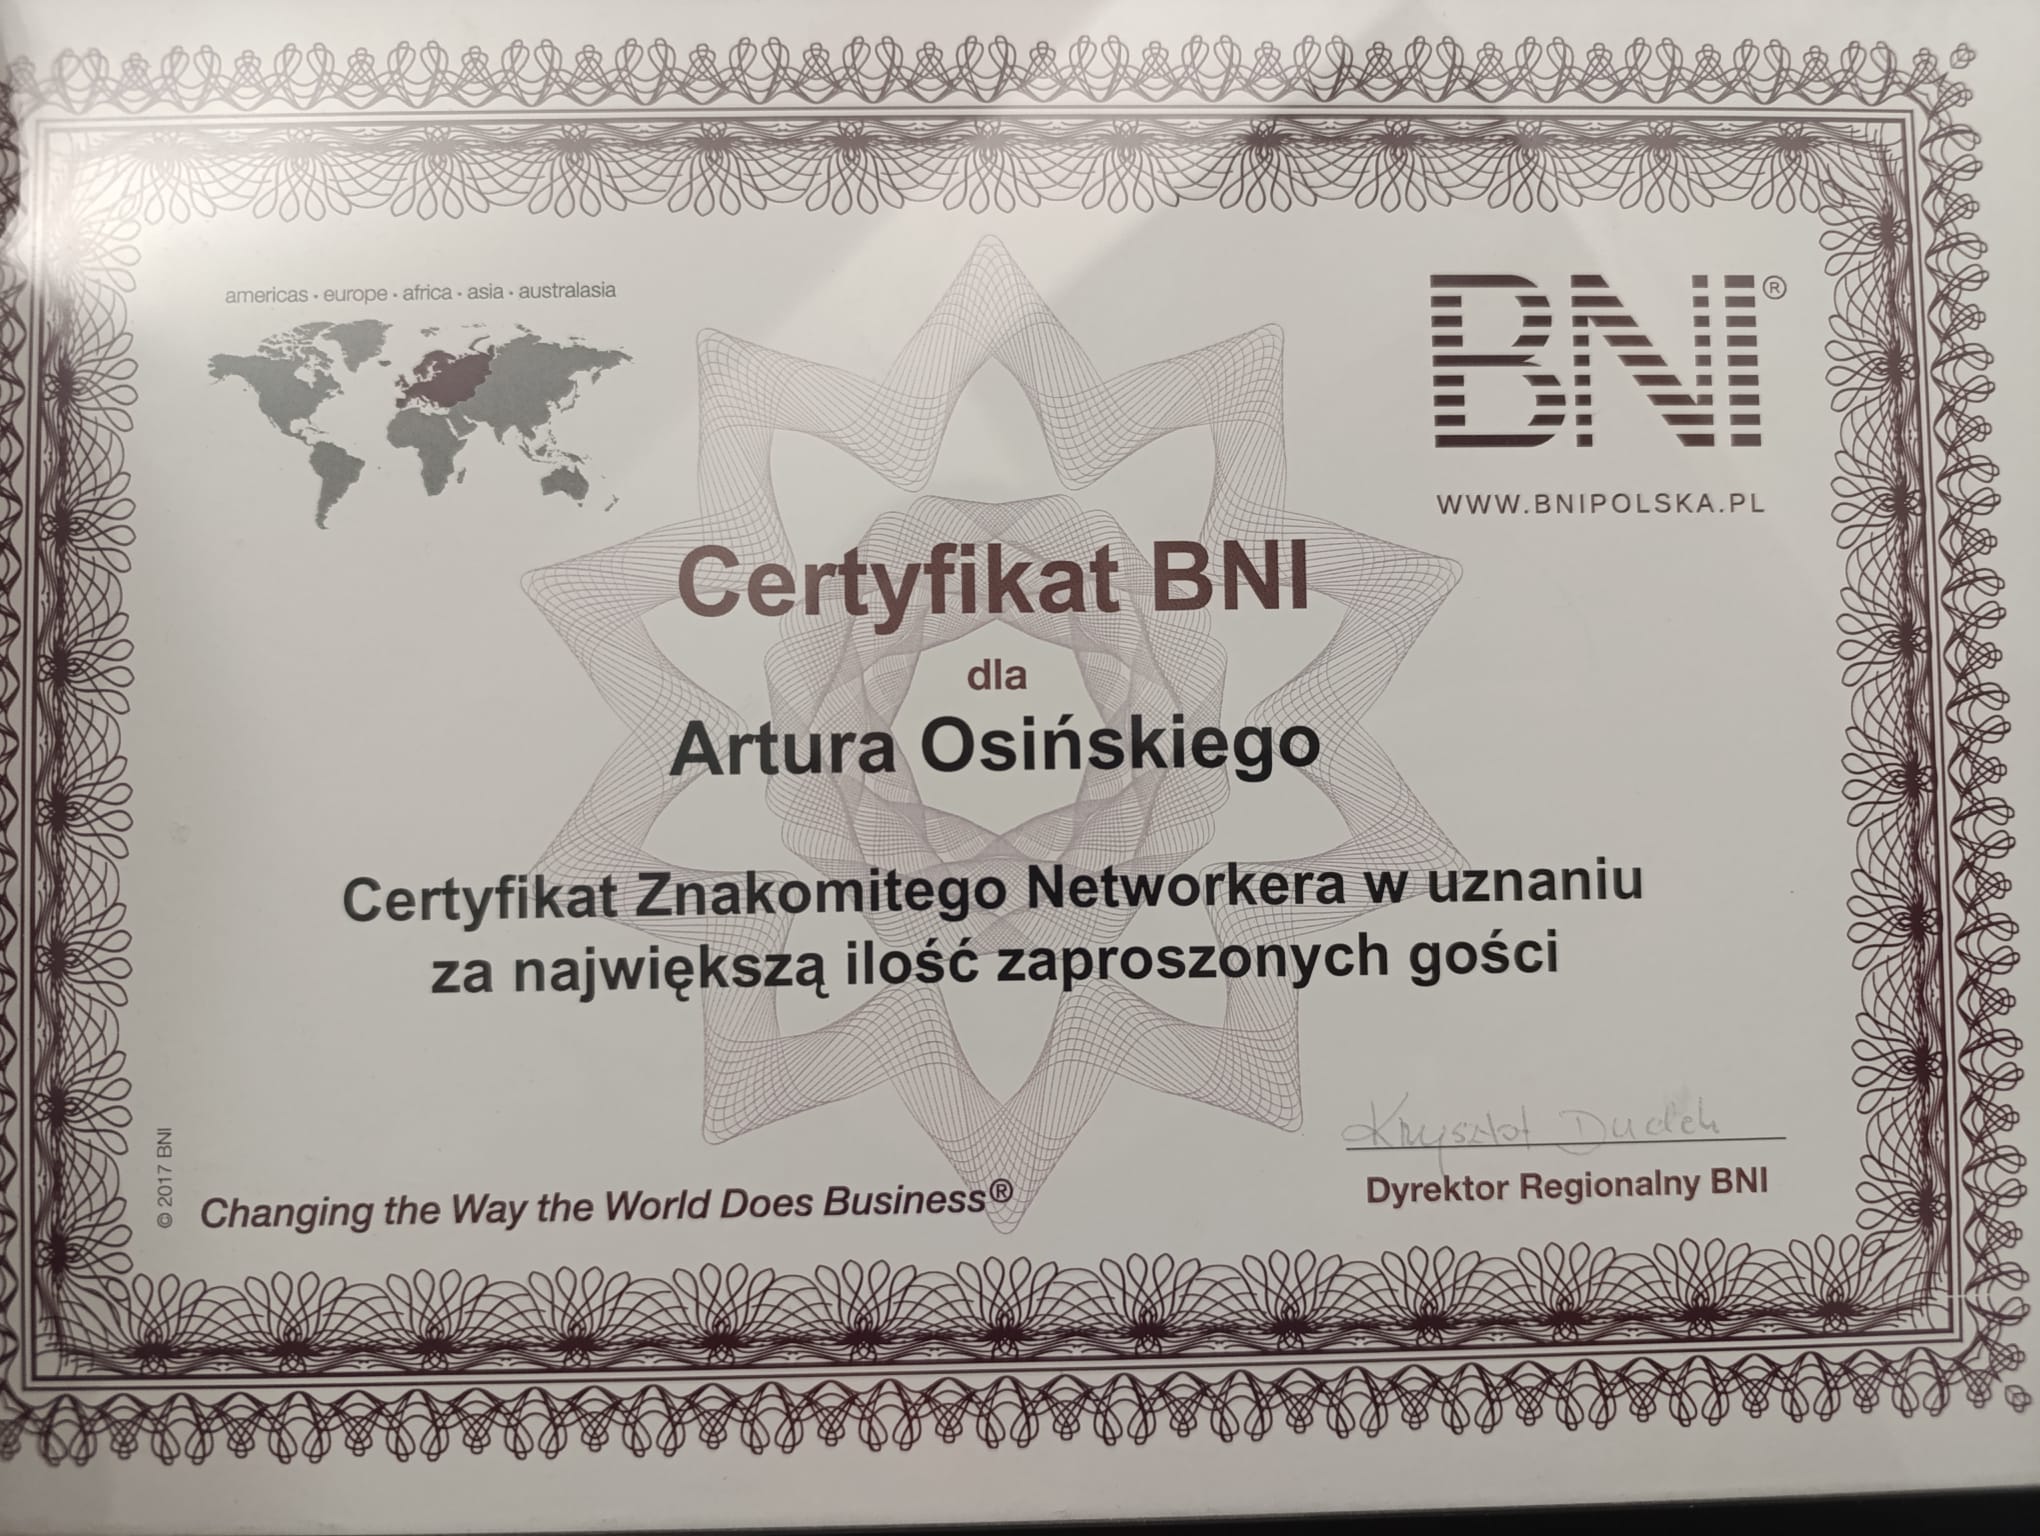 americas · europe · africa · asia · australasia
BNI®
WWW.BNIPOLSKA.PL
Certyfikat BNI
dla
Artura Osińskiego
Certyfikat Znakomitego Networkera w uznaniu
za największą ilość zaproszonych gości
Krzysztof Dudek
Dyrektor Regionalny BNI
Changing the Way the World Does Business®
© 2017 BNI